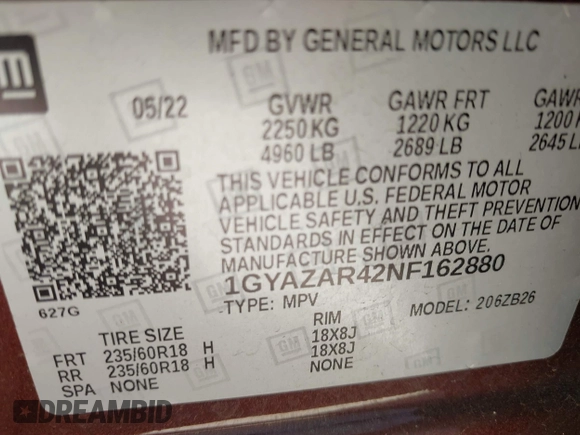 MFD BY GENERAL MOTORS LLC
05/22 GVWR GAWR FRT GAWR
2250 KG 1220 KG 1200 K
4960 LB 2689 LB 2645 L
THIS VEHICLE CONFORMS TO ALL
APPLICABLE U.S. FEDERAL MOTOR
VEHICLE SAFETY AND THEFT PREVENTION
STANDARDS IN EFFECT ON THE DATE OF
MANUFACTURE SHOWN ABOVE.
1GYAZAR42NF162880
627G TYPE: MPV MODEL: 206ZB26
TIRE SIZE RIM
FRT 235/60R18 H 18X8J
RR 235/60R18 H 18X8J
SPA NONE NONE
DREAMBID